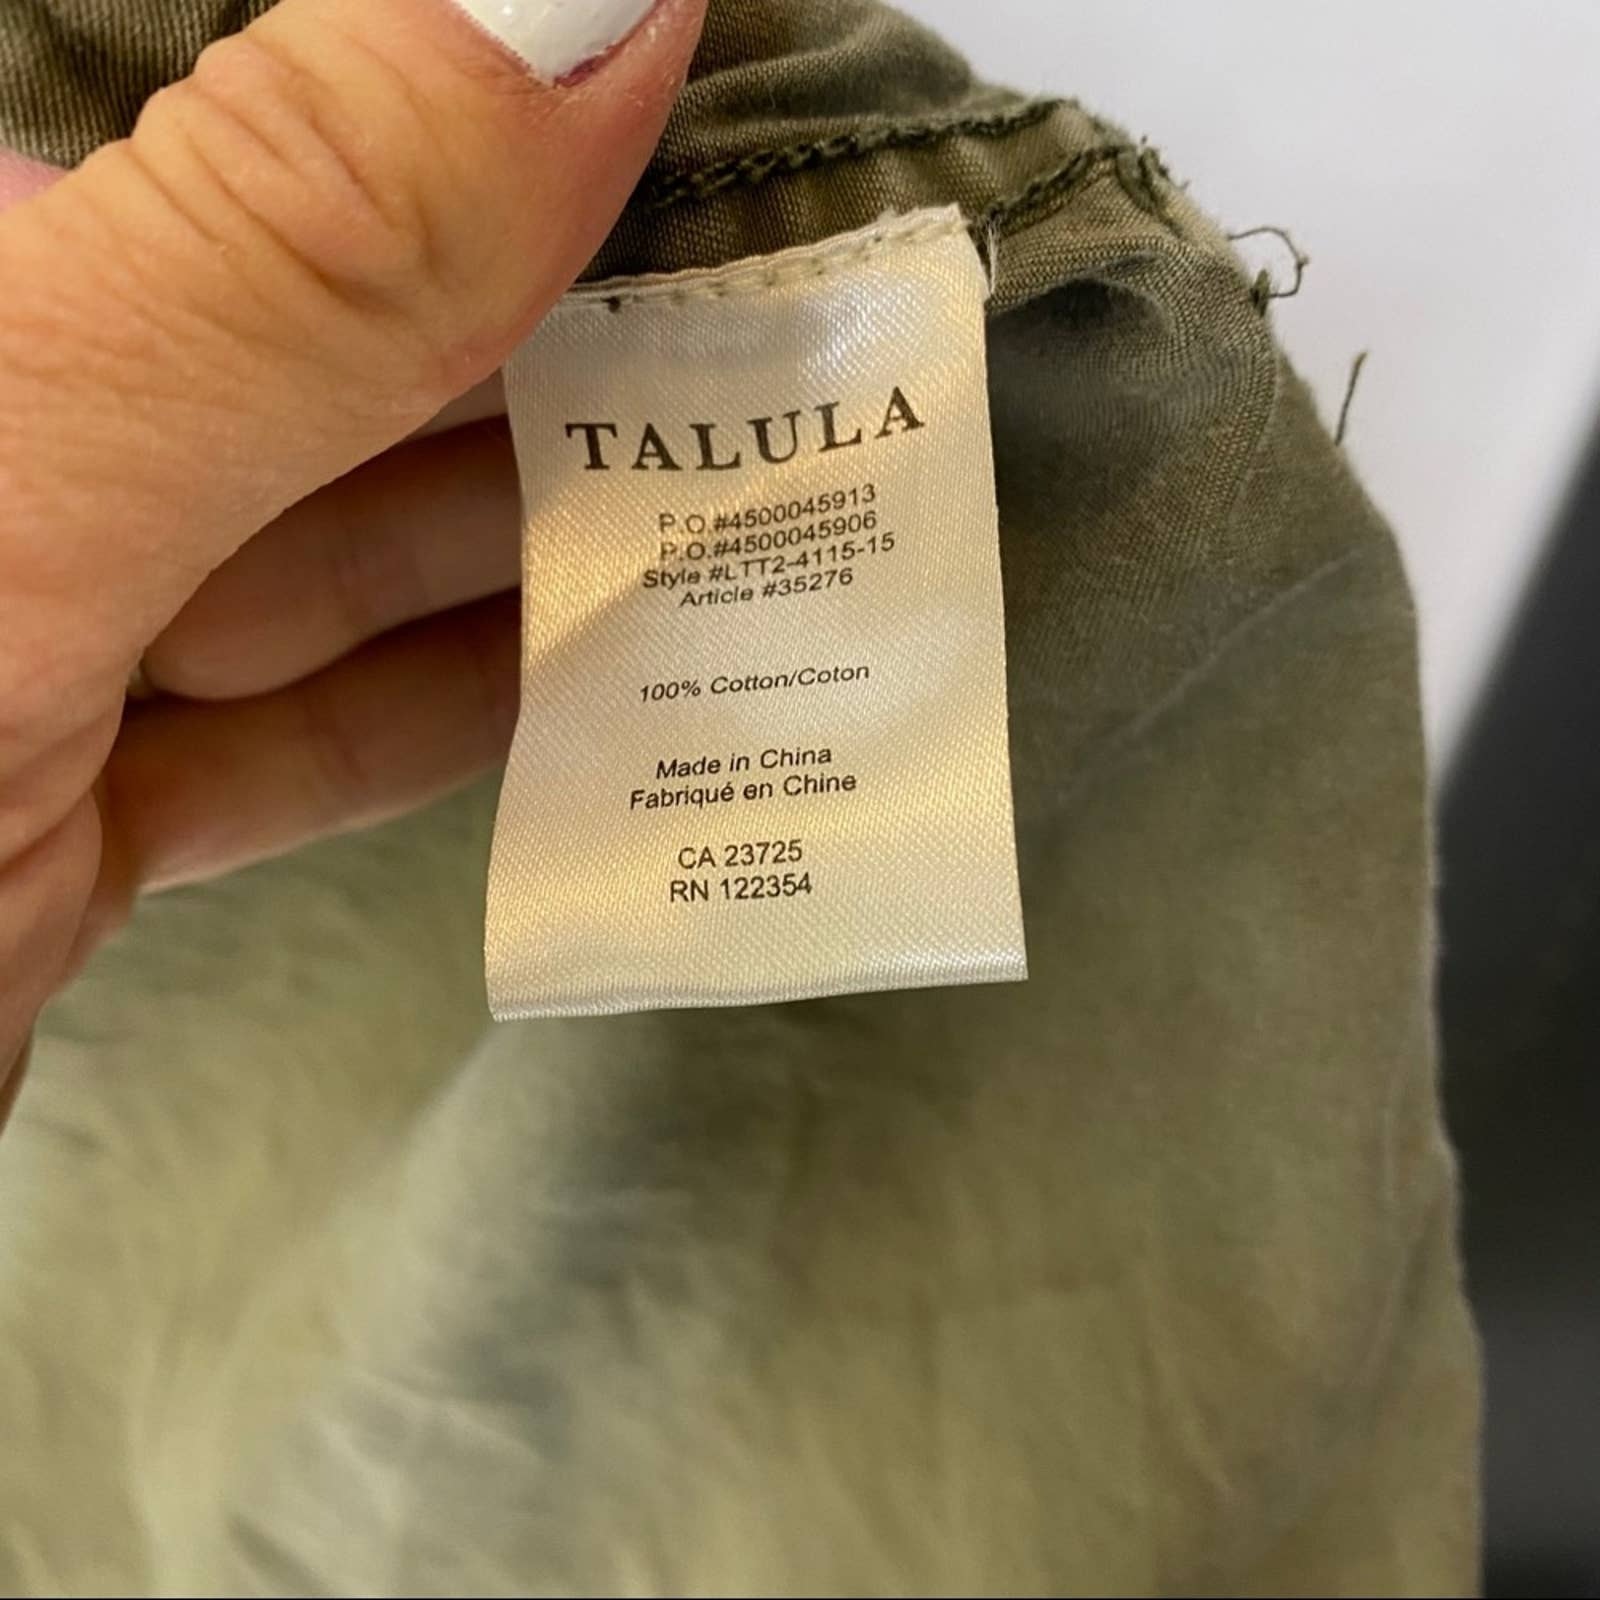 TALULA
P.O.#4500045913
P.O.#4500045906
Style #LTT2-4115-15
Article #35276
100% Cotton/Coton
Made in China
Fabriqué en Chine
CA 23725
RN 122354